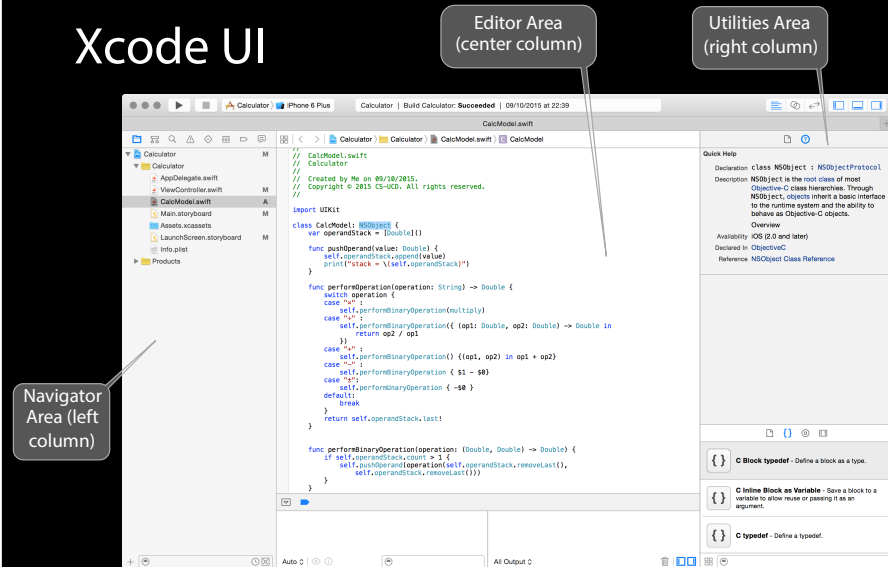 Xcode UI
Editor Area
(center column)
Utilities Area
(right column)
Navigator
Area (left
column)
Calculator
iPhone 6 Plus
Calculator | Build Calculator: Succeeded | 09/10/2015 at 22:39
CalcModel.swift
Calculator M
Calculator
AppDelegate.swift
ViewController.swift M
CalcModel.swift A
Main.storyboard M
Assets.xcassets
LaunchScreen.storyboard M
Info.plist
Products
Calculator
Calculator
CalcModel.swift
C CalcModel
//
// CalcModel.swift
// Calculator
//
// Created by Me on 09/10/2015.
// Copyright © 2015 CS-UCD. All rights reserved.
//
import UIKit
class CalcModel: NSObject {
var operandStack = [Double]()
func pushOperand(value: Double) {
self.operandStack.append(value)
print("stack = \(self.operandStack)")
}
func performOperation(operation: String) -> Double {
switch operation {
case "×" :
self.performBinaryOperation(multiply)
case "÷" :
self.performBinaryOperation({ (op1: Double, op2: Double) -> Double in
return op2 / op1
})
case "+" :
self.performBinaryOperation() {(op1, op2) in op1 + op2}
case "−" :
self.performBinaryOperation { $1 - $0}
case "±":
self.performUnaryOperation { -$0 }
default:
break
}
return self.operandStack.last!
}
func performBinaryOperation(operation: (Double, Double) -> Double) {
if self.operandStack.count > 1 {
self.pushOperand(operation(self.operandStack.removeLast(),
self.operandStack.removeLast()))
}
}
Auto
All Output
Quick Help
Declaration class NSObject : NSObjectProtocol
Description NSObject is the root class of most
Objective-C class hierarchies. Through
NSObject, objects inherit a basic interface
to the runtime system and the ability to
behave as Objective-C objects.
Overview
Availability iOS (2.0 and later)
Declared In ObjectiveC
Reference NSObject Class Reference
{ }
{ } C Block typedef - Define a block as a type.
{ } C Inline Block as Variable - Save a block to a
variable to allow reuse or passing it as an
argument.
{ } C typedef - Define a typedef.